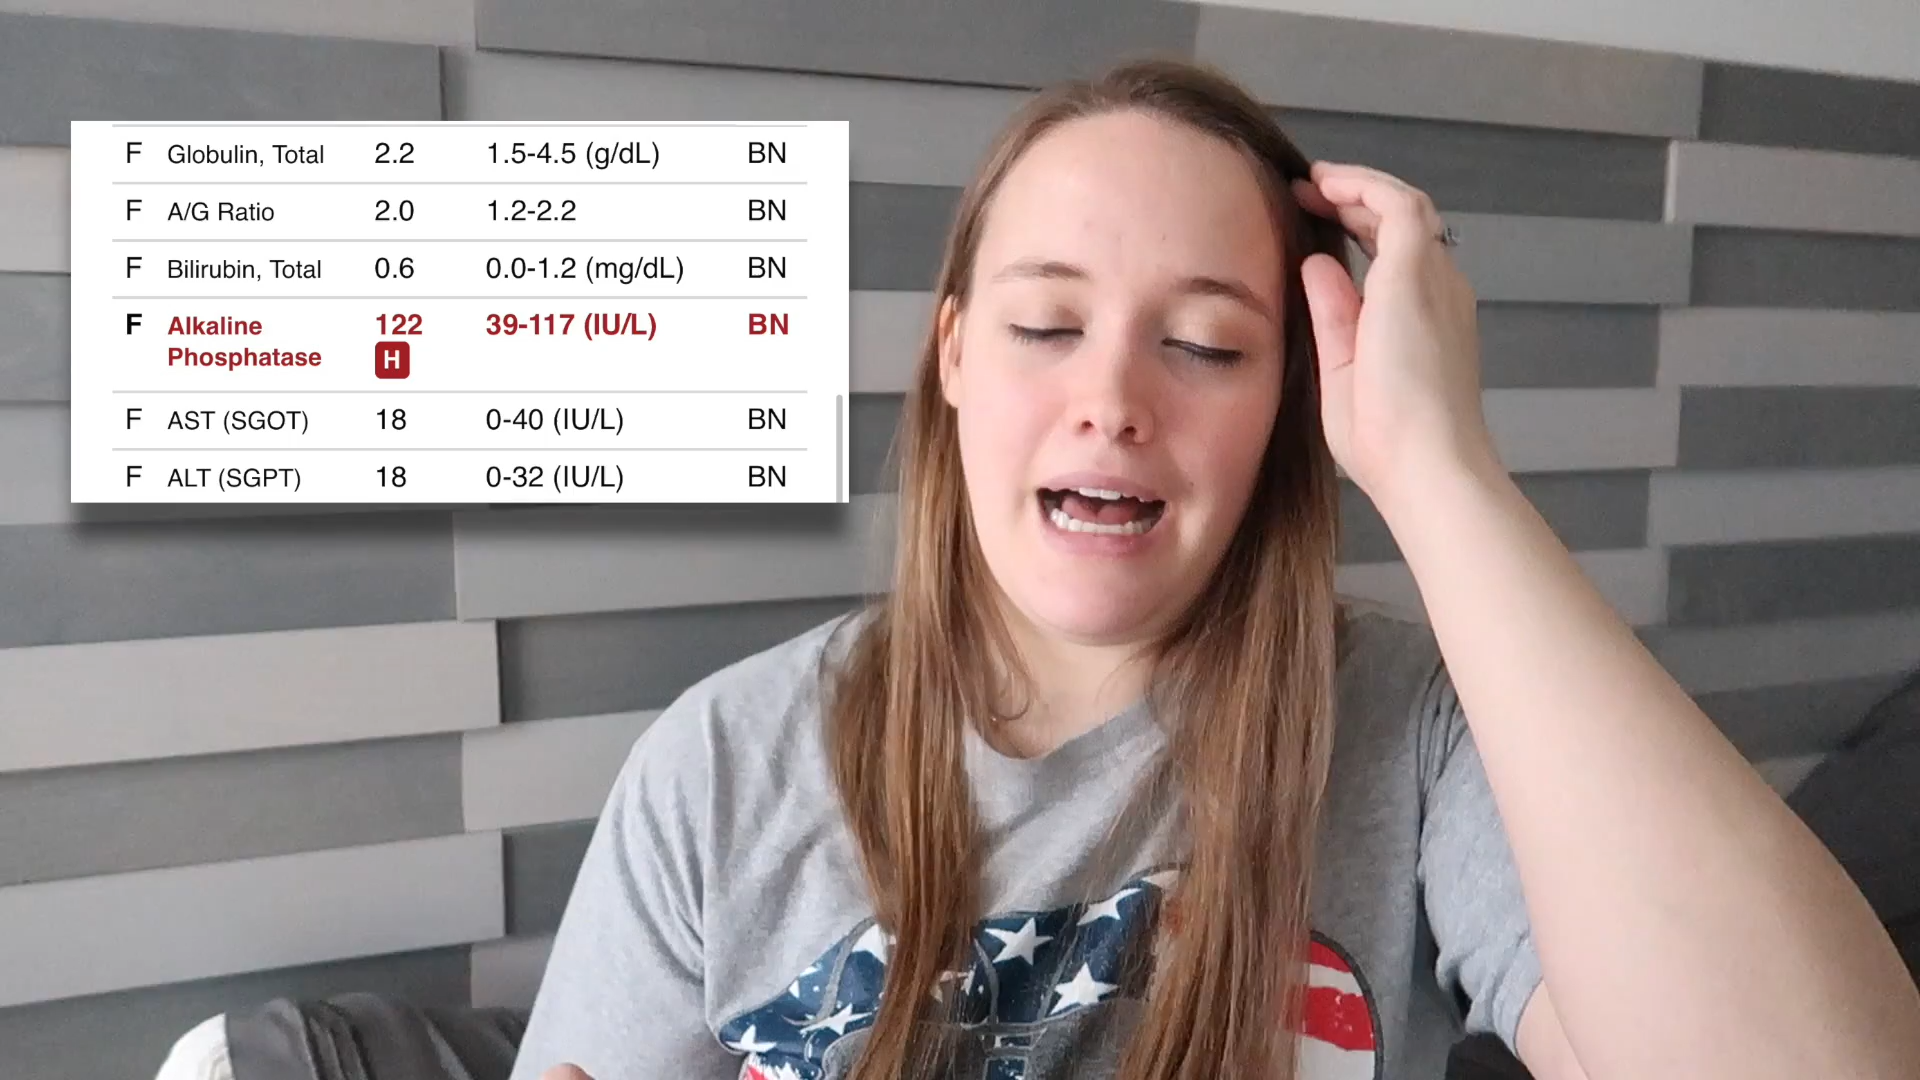 F Globulin, Total 2.2 1.5-4.5 (g/dL) BN
F A/G Ratio 2.0 1.2-2.2 BN
F Bilirubin, Total 0.6 0.0-1.2 (mg/dL) BN
F Alkaline 122 39-117 (IU/L) BN
Phosphatase H
F AST (SGOT) 18 0-40 (IU/L) BN
F ALT (SGPT) 18 0-32 (IU/L) BN